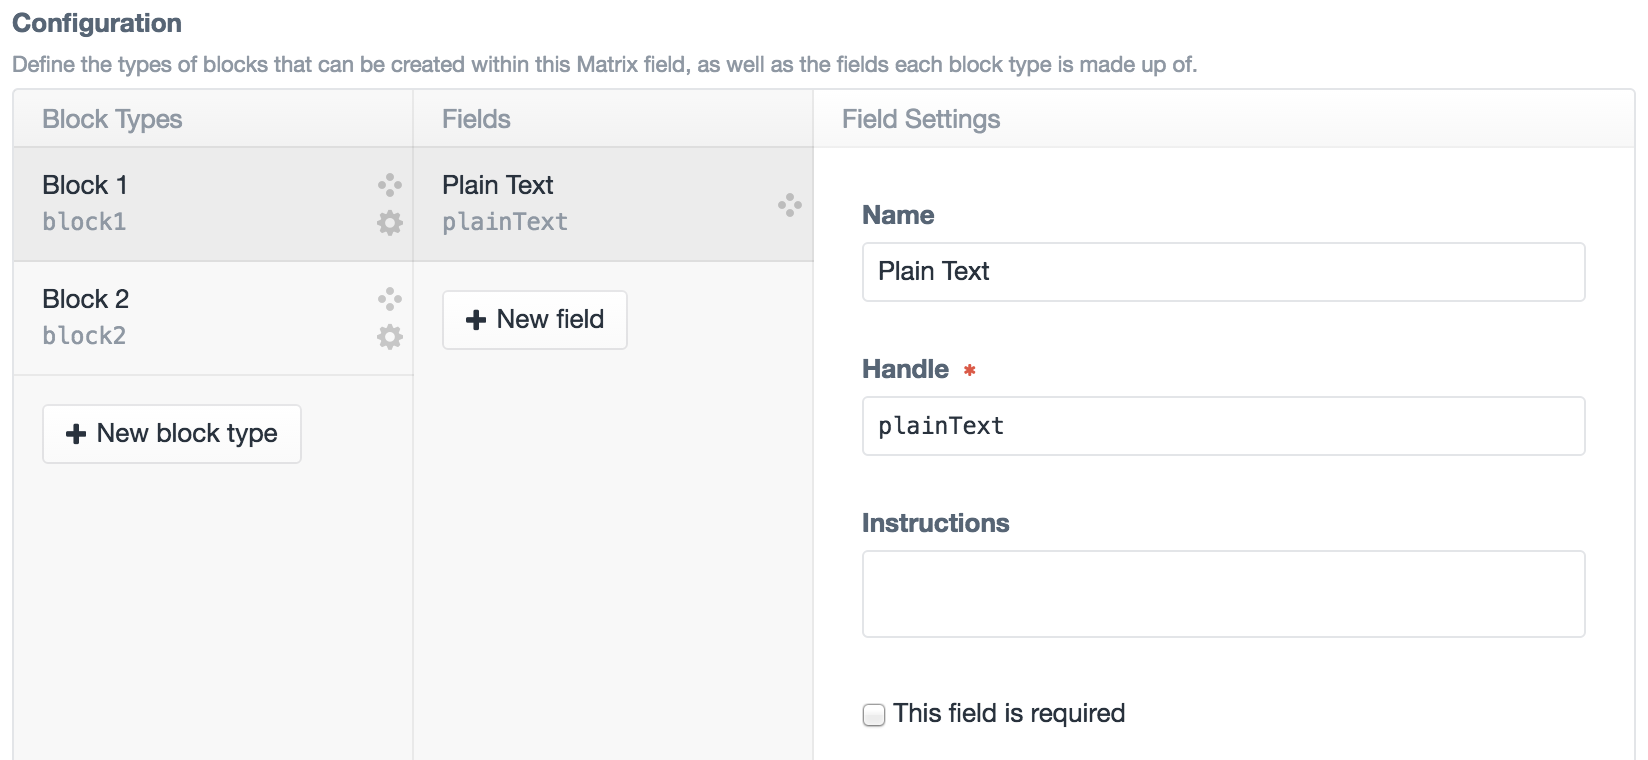 Configuration
Define the types of blocks that can be created within this Matrix field, as well as the fields each block type is made up of.
Block Types
Fields
Field Settings
Block 1
block1
Block 2
block2
New block type
Plain Text
plainText
New field
Name
Plain Text
Handle *
plainText
Instructions
This field is required